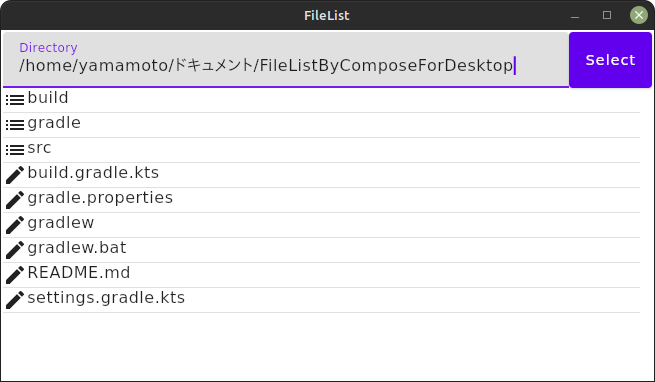 FileList
Directory
/home/yamamoto/ドキュメント/FileListByComposeForDesktop
Select
build
gradle
src
build.gradle.kts
gradle.properties
gradlew
gradlew.bat
README.md
settings.gradle.kts